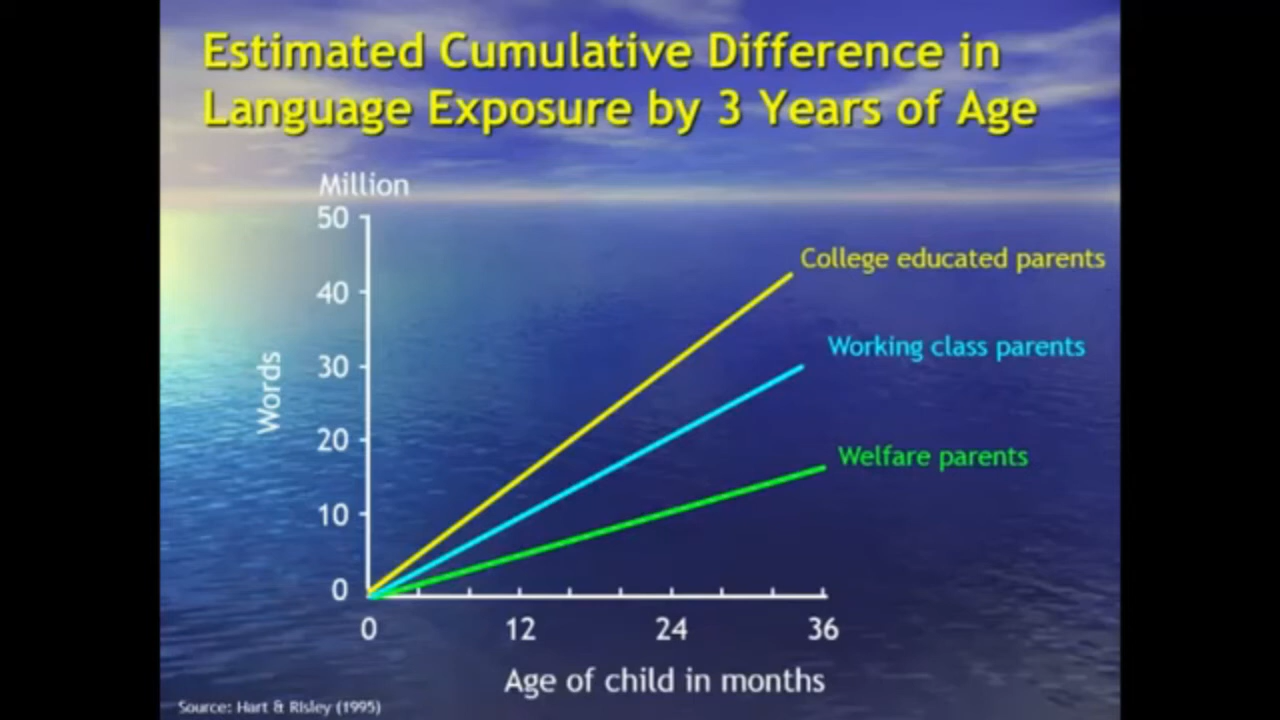 Estimated Cumulative Difference in
Language Exposure by 3 Years of Age
Million
50
40
30
20
10
0
Words
College educated parents
Working class parents
Welfare parents
0 12 24 36
Age of child in months
Source: Hart & Risley (1995)